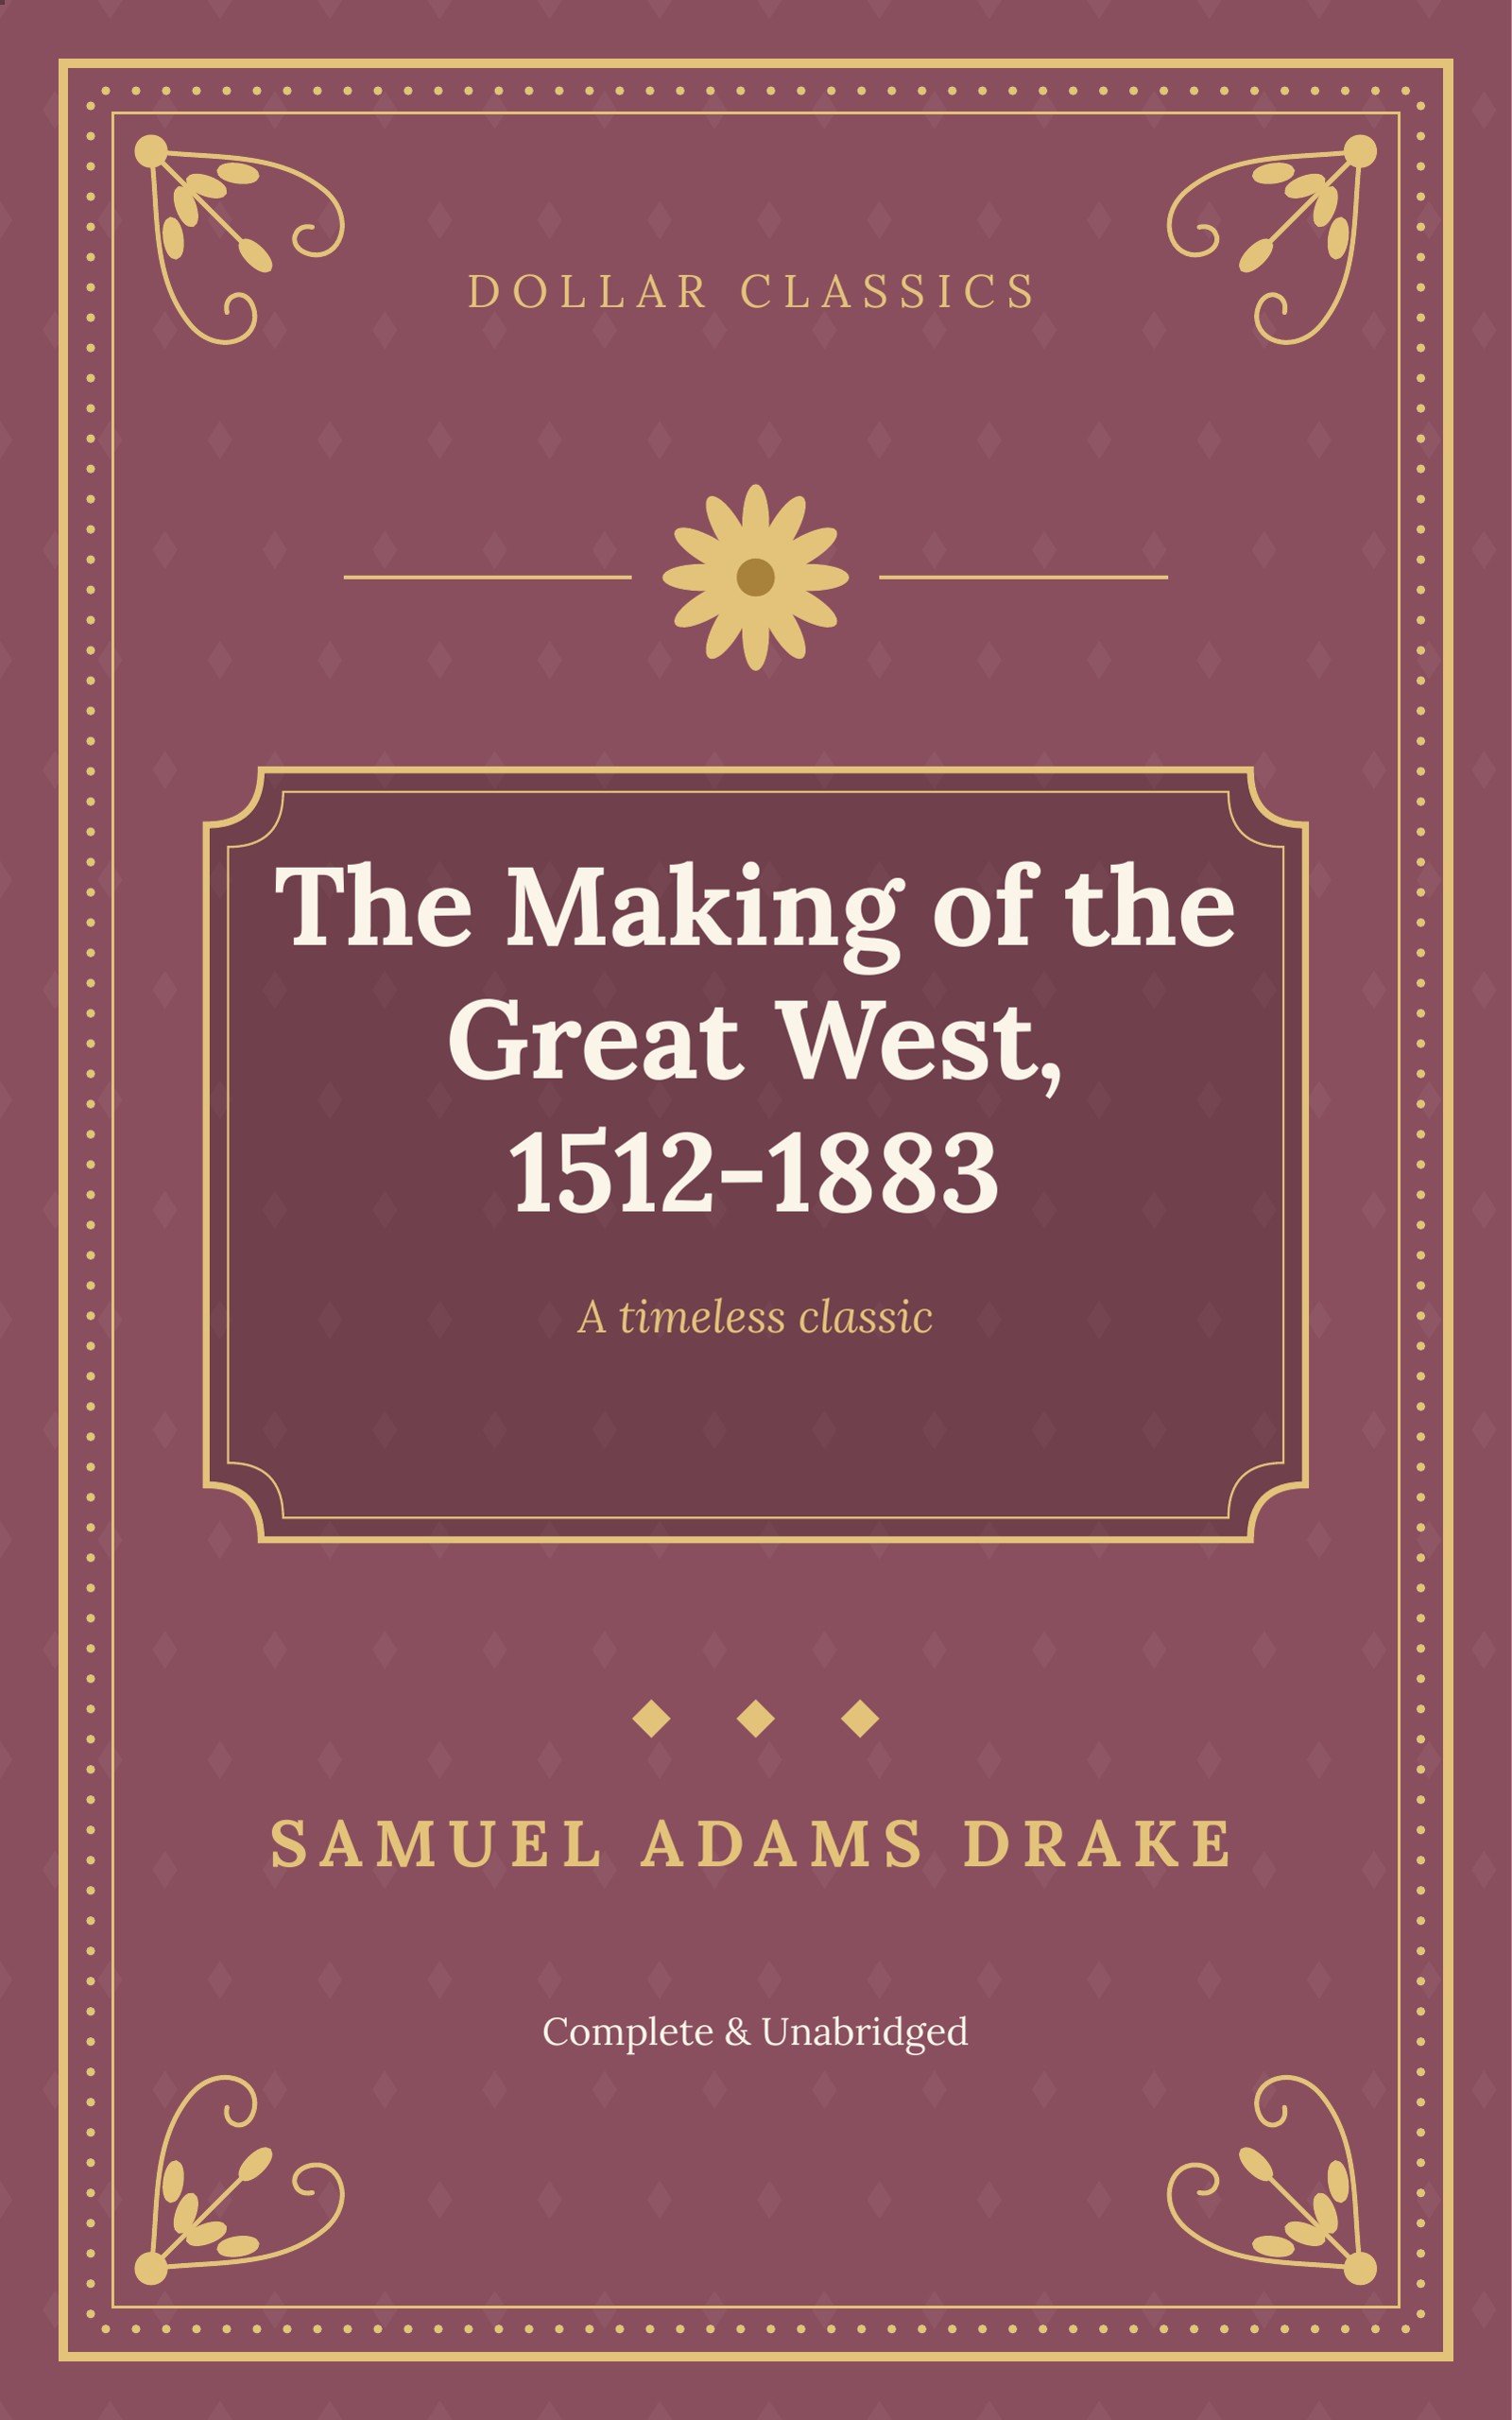 DOLLAR CLASSICS
The Making of the
Great West,
1512–1883
A timeless classic
SAMUEL ADAMS DRAKE
Complete & Unabridged